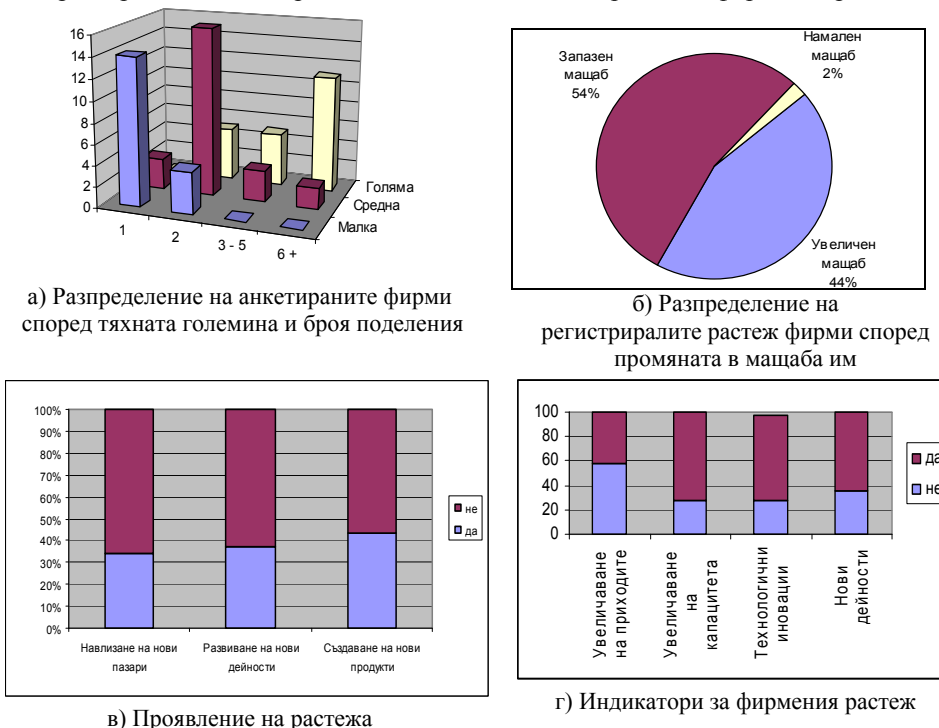 16
14
12
10
8
6
4
2
0
1
2
3 - 5
6 +
Голяма
Средна
Малка
а) Разпределение на анкетираните фирми
според тяхната големина и броя поделения
Запазен
мащаб
54%
Намален
мащаб
2%
Увеличен
мащаб
44%
б) Разпределение на
регистриралите растеж фирми според
промяната в мащаба им
100%
90%
80%
70%
60%
50%
40%
30%
20%
10%
0%
Навлизане на нови
пазари
Развиване на нови
дейности
Създаване на нови
продукти
не
да
в) Проявление на растежа
100
80
60
40
20
0
Увеличаване
на приходите
Увеличаване
на
капацитета
Технологични
иновации
Нови
дейности
да
не
г) Индикатори за фирмения растеж